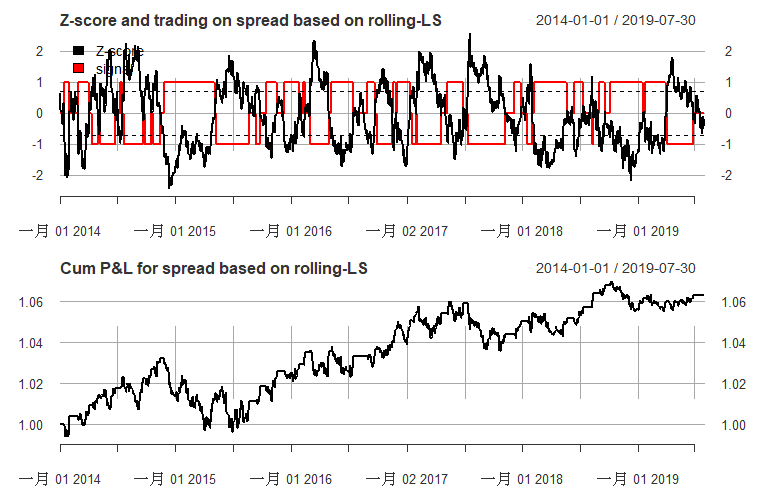 Z-score and trading on spread based on rolling-LS 2014-01-01 / 2019-07-30
Z-score
signal
2 2
1 1
0 0
-1 -1
-2 -2
一月 01 2014 一月 01 2015 一月 01 2016 一月 02 2017 一月 01 2018 一月 01 2019
Cum P&L for spread based on rolling-LS 2014-01-01 / 2019-07-30
1.06 1.06
1.04 1.04
1.02 1.02
1.00 1.00
一月 01 2014 一月 01 2015 一月 01 2016 一月 02 2017 一月 01 2018 一月 01 2019